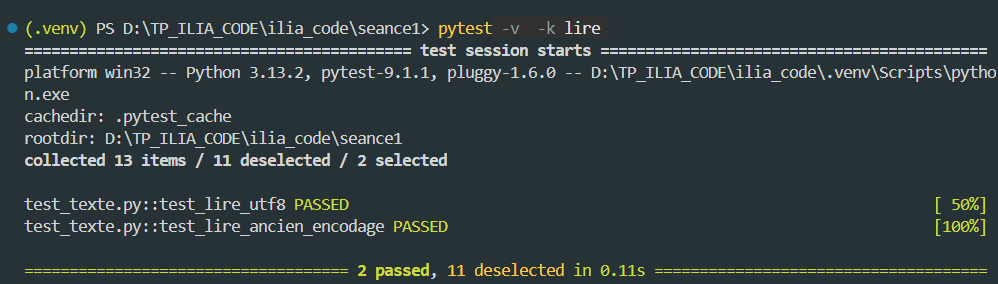 (.venv) PS D:\TP_ILIA_CODE\ilia_code\seance1> pytest -v  -k lire
=========================================== test session starts ===========================================
platform win32 -- Python 3.13.2, pytest-9.1.1, pluggy-1.6.0 -- D:\TP_ILIA_CODE\ilia_code\.venv\Scripts\pytho
n.exe
cachedir: .pytest_cache
rootdir: D:\TP_ILIA_CODE\ilia_code\seance1
collected 13 items / 11 deselected / 2 selected
test_texte.py::test_lire_utf8 PASSED [ 50%]
test_texte.py::test_lire_ancien_encodage PASSED [100%]
==================================== 2 passed, 11 deselected in 0.11s =====================================